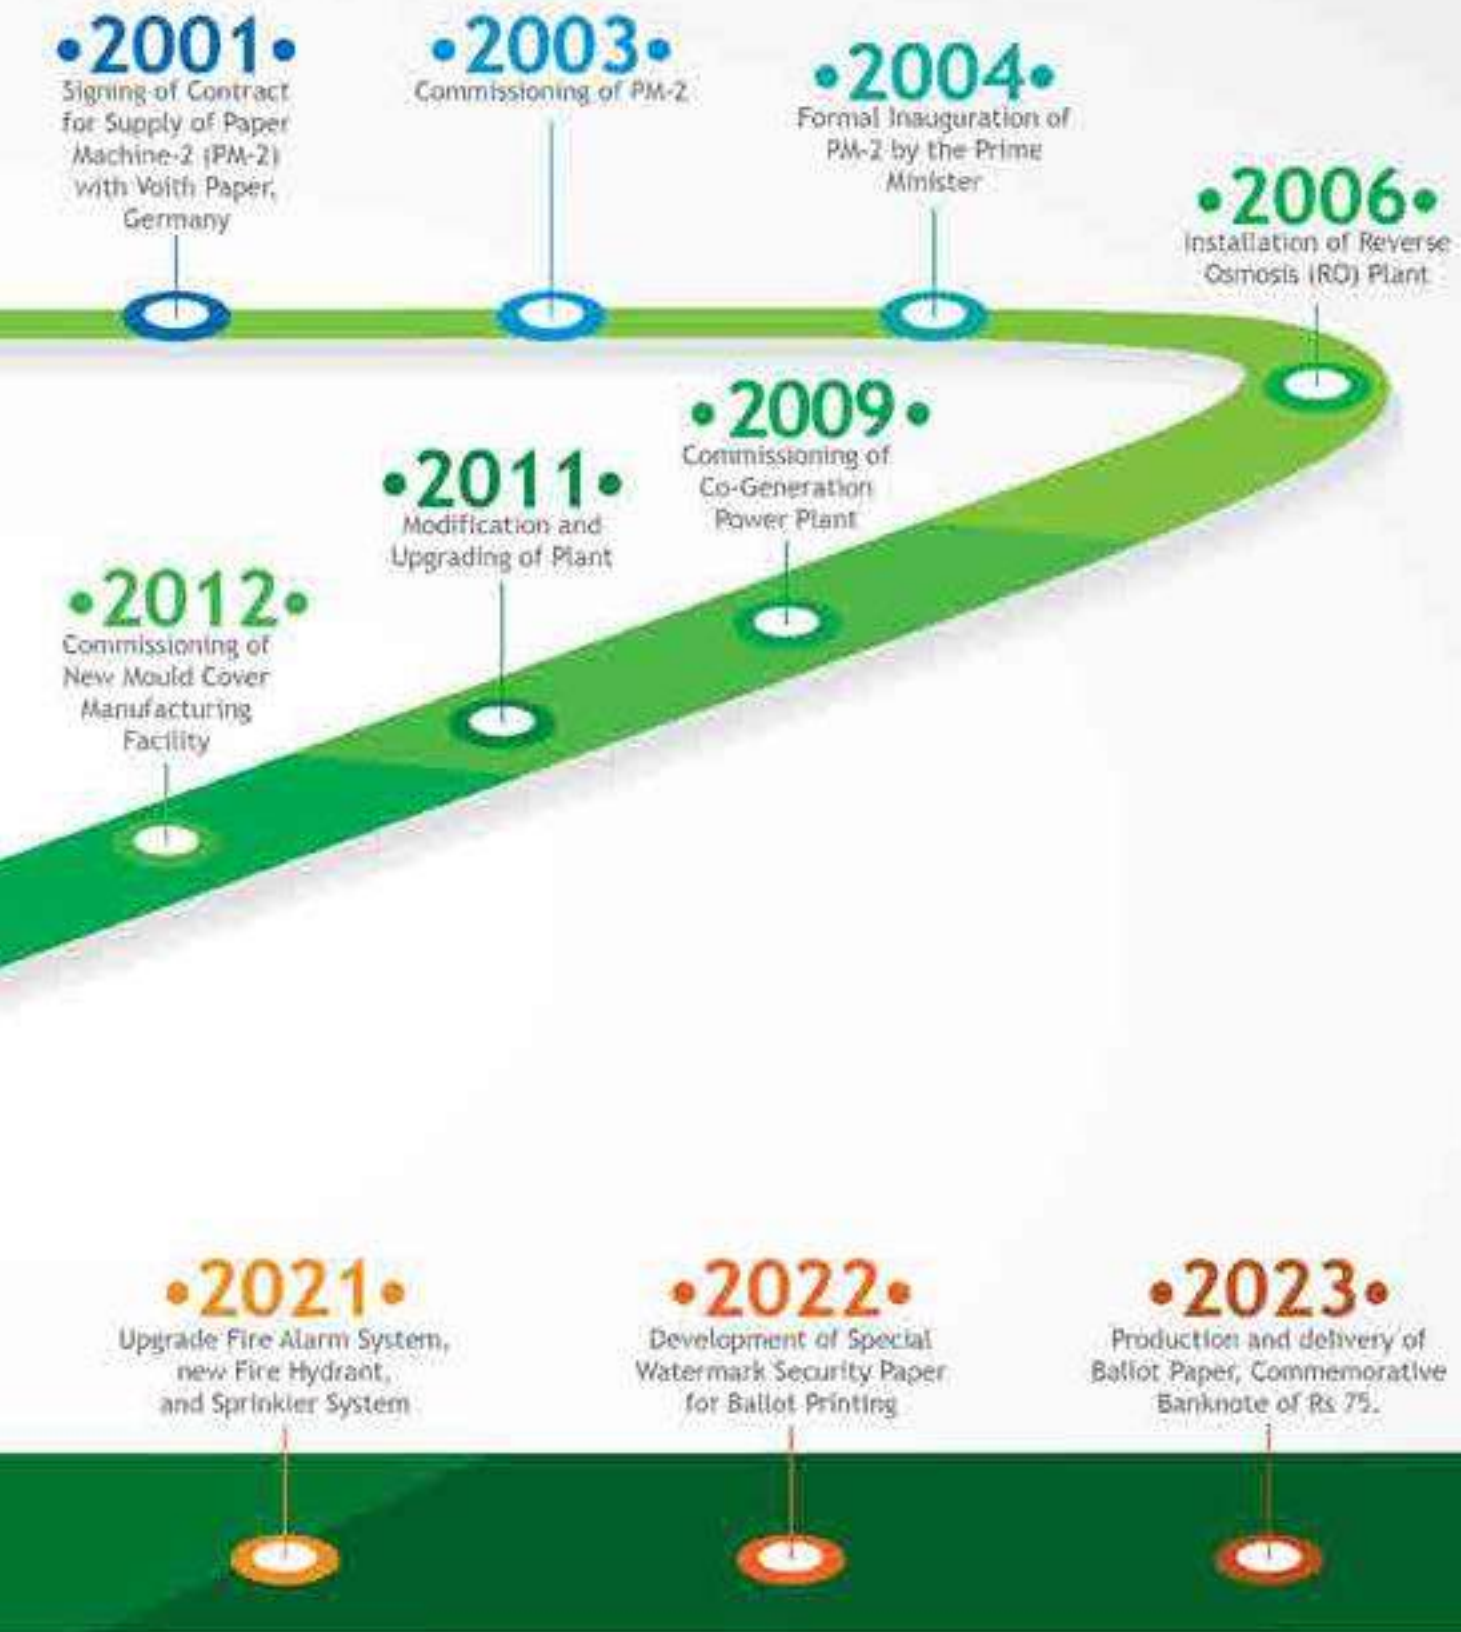 •2001•
Signing of Contract
for Supply of Paper
Machine-2 (PM-2)
with Voith Paper,
Germany
•2003•
Commissioning of PM-2
•2004•
Formal Inauguration of
PM-2 by the Prime
Minister
•2006•
Installation of Reverse
Osmosis (RO) Plant
•2009•
Commissioning of
Co-Generation
Power Plant
•2011•
Modification and
Upgrading of Plant
•2012•
Commissioning of
New Mould Cover
Manufacturing
Facility
•2021•
Upgrade Fire Alarm System,
new Fire Hydrant,
and Sprinkler System
•2022•
Development of Special
Watermark Security Paper
for Ballot Printing
•2023•
Production and delivery of
Ballot Paper, Commemorative
Banknote of Rs 75.